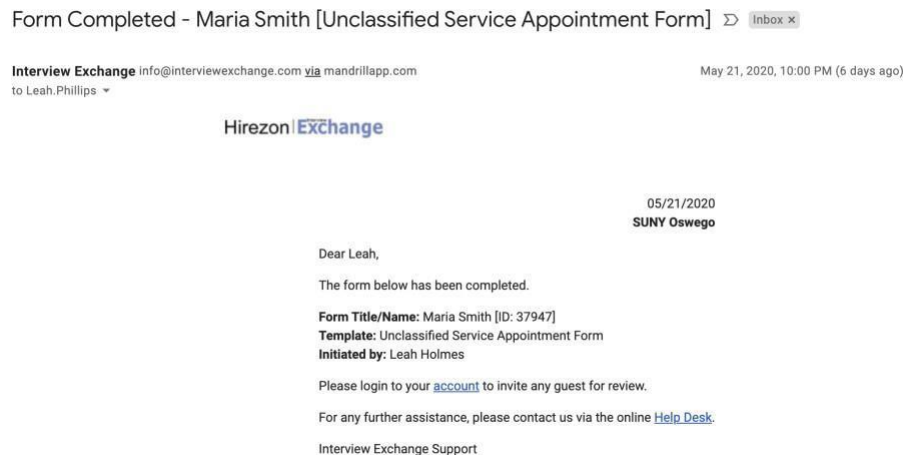 Form Completed - Maria Smith [Unclassified Service Appointment Form] Inbox ×
Interview Exchange info@interviewexchange.com via mandrillapp.com May 21, 2020, 10:00 PM (6 days ago)
to Leah.Phillips
Hirezon Exchange
05/21/2020
SUNY Oswego
Dear Leah,
The form below has been completed.
Form Title/Name: Maria Smith [ID: 37947]
Template: Unclassified Service Appointment Form
Initiated by: Leah Holmes
Please login to your account to invite any guest for review.
For any further assistance, please contact us via the online Help Desk.
Interview Exchange Support